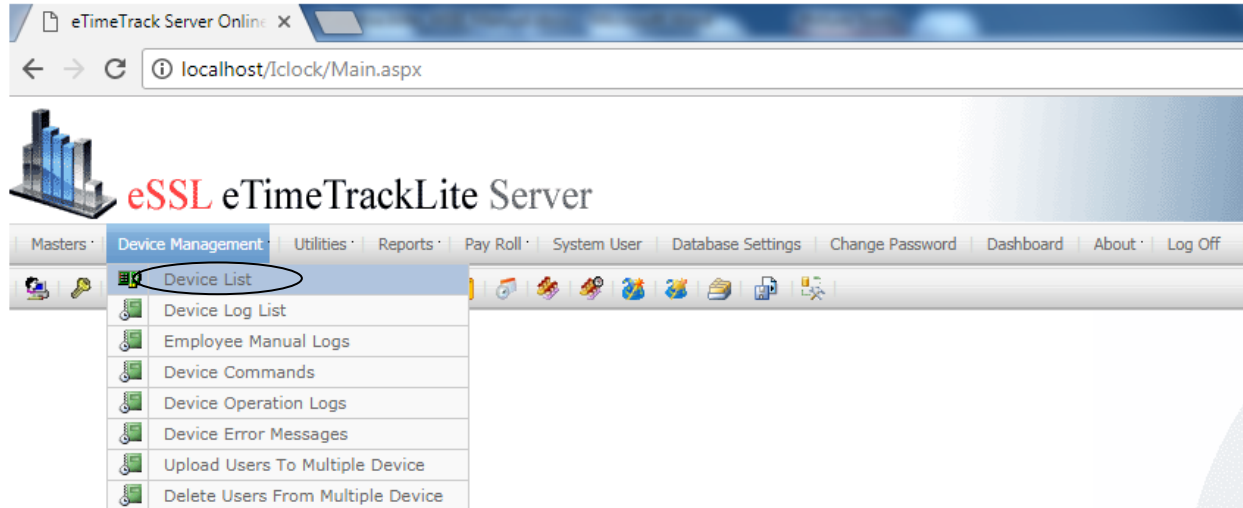 eTimeTrack Server Online
localhost/Iclock/Main.aspx
eSSL eTimeTrackLite Server
Masters Device Management Utilities Reports Pay Roll System User Database Settings Change Password Dashboard About Log Off
Device List
Device Log List
Employee Manual Logs
Device Commands
Device Operation Logs
Device Error Messages
Upload Users To Multiple Device
Delete Users From Multiple Device